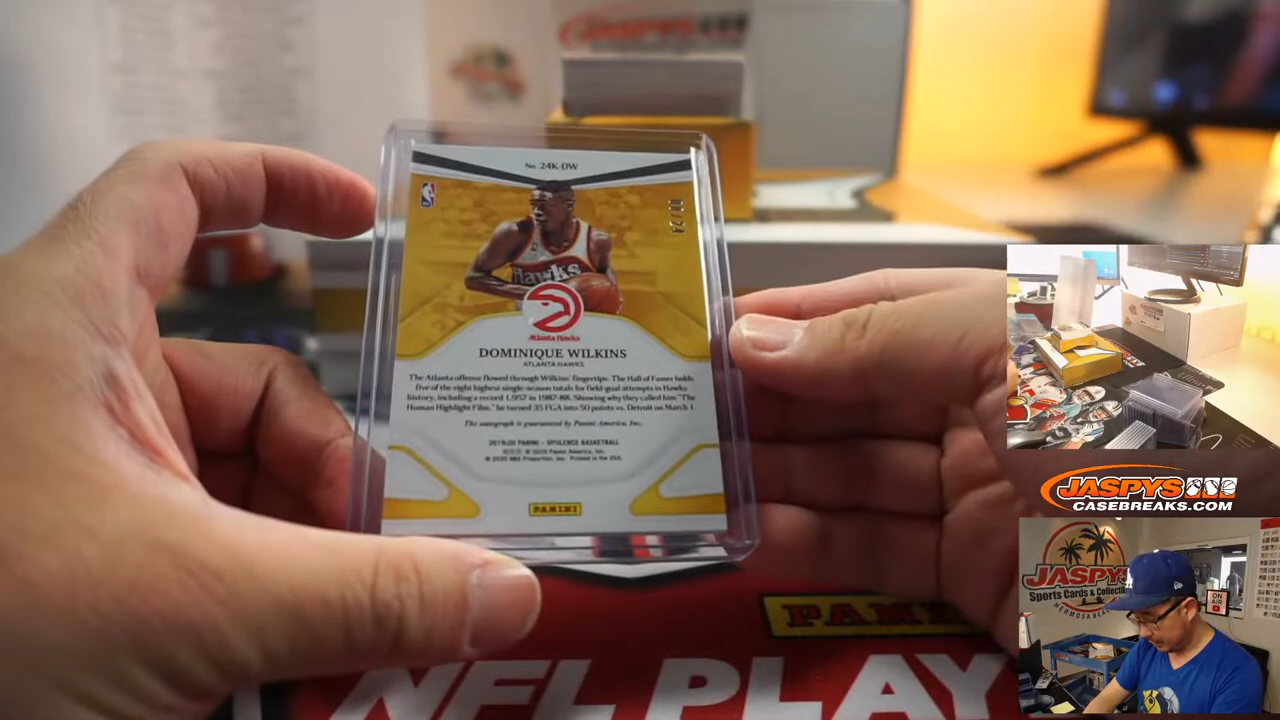 JASPYS
No. 24K-DW
Hawks
Atlanta Hawks
DOMINIQUE WILKINS
ATLANTA HAWKS
The Atlanta offense flowed through Wilkins' fingertips. The Hall of Famer holds
five of the eight highest single-season totals for field-goal attempts in Hawks
history, including a record 1,957 in 1987-88. Showing why they called him "The
Human Highlight Film," he turned 35 FGA into 50 points vs. Detroit on March 1.
The autograph is guaranteed by Panini America, Inc.
2019-20 PANINI - OPULENCE BASKETBALL
© 2020 Panini America, Inc.
© 2020 NBA Properties, Inc. Printed in the USA.
PANINI
NFL PLAY
JASPYS
CASEBREAKS.COM
JASPYS
Sports Cards &
HERMOSA
ON
AIR
LA